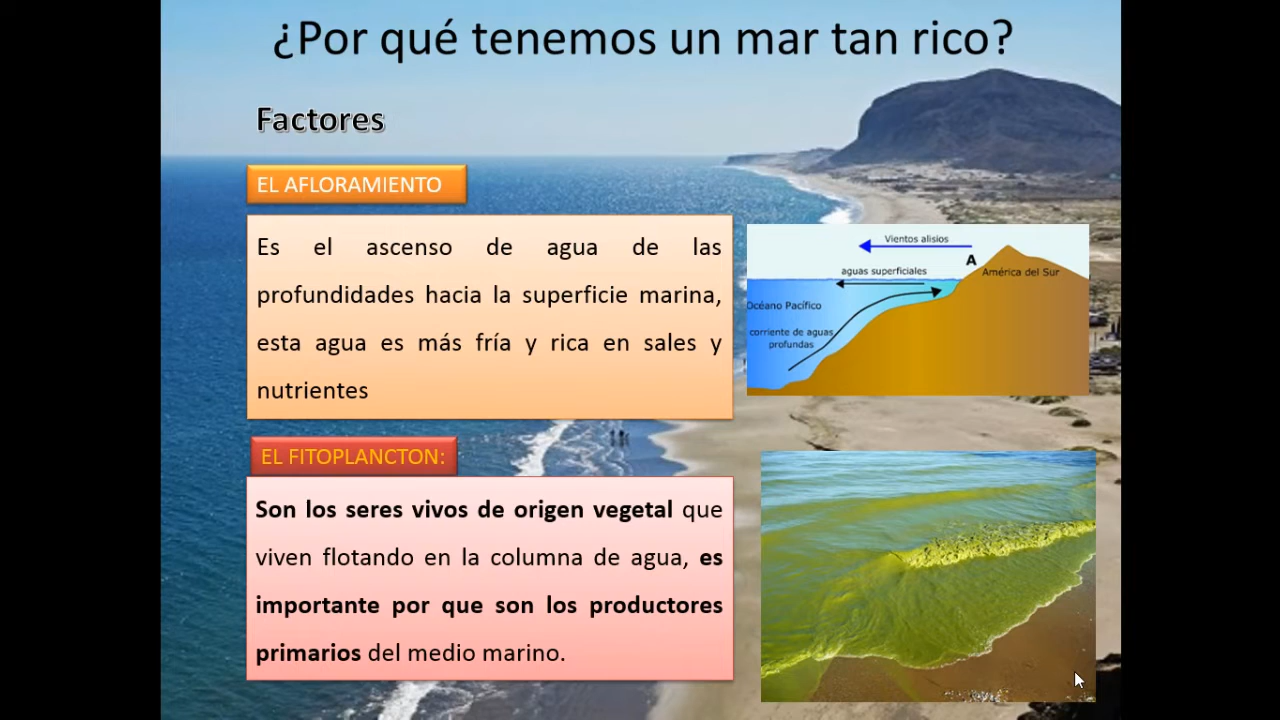 ¿Por qué tenemos un mar tan rico?
Factores
EL AFLORAMIENTO
Es el ascenso de agua de las
profundidades hacia la superficie marina,
esta agua es más fría y rica en sales y
nutrientes
Vientos alisios
A
aguas superficiales
América del Sur
Océano Pacífico
corriente de aguas
profundas
EL FITOPLANCTON:
Son los seres vivos de origen vegetal que
viven flotando en la columna de agua, es
importante por que son los productores
primarios del medio marino.